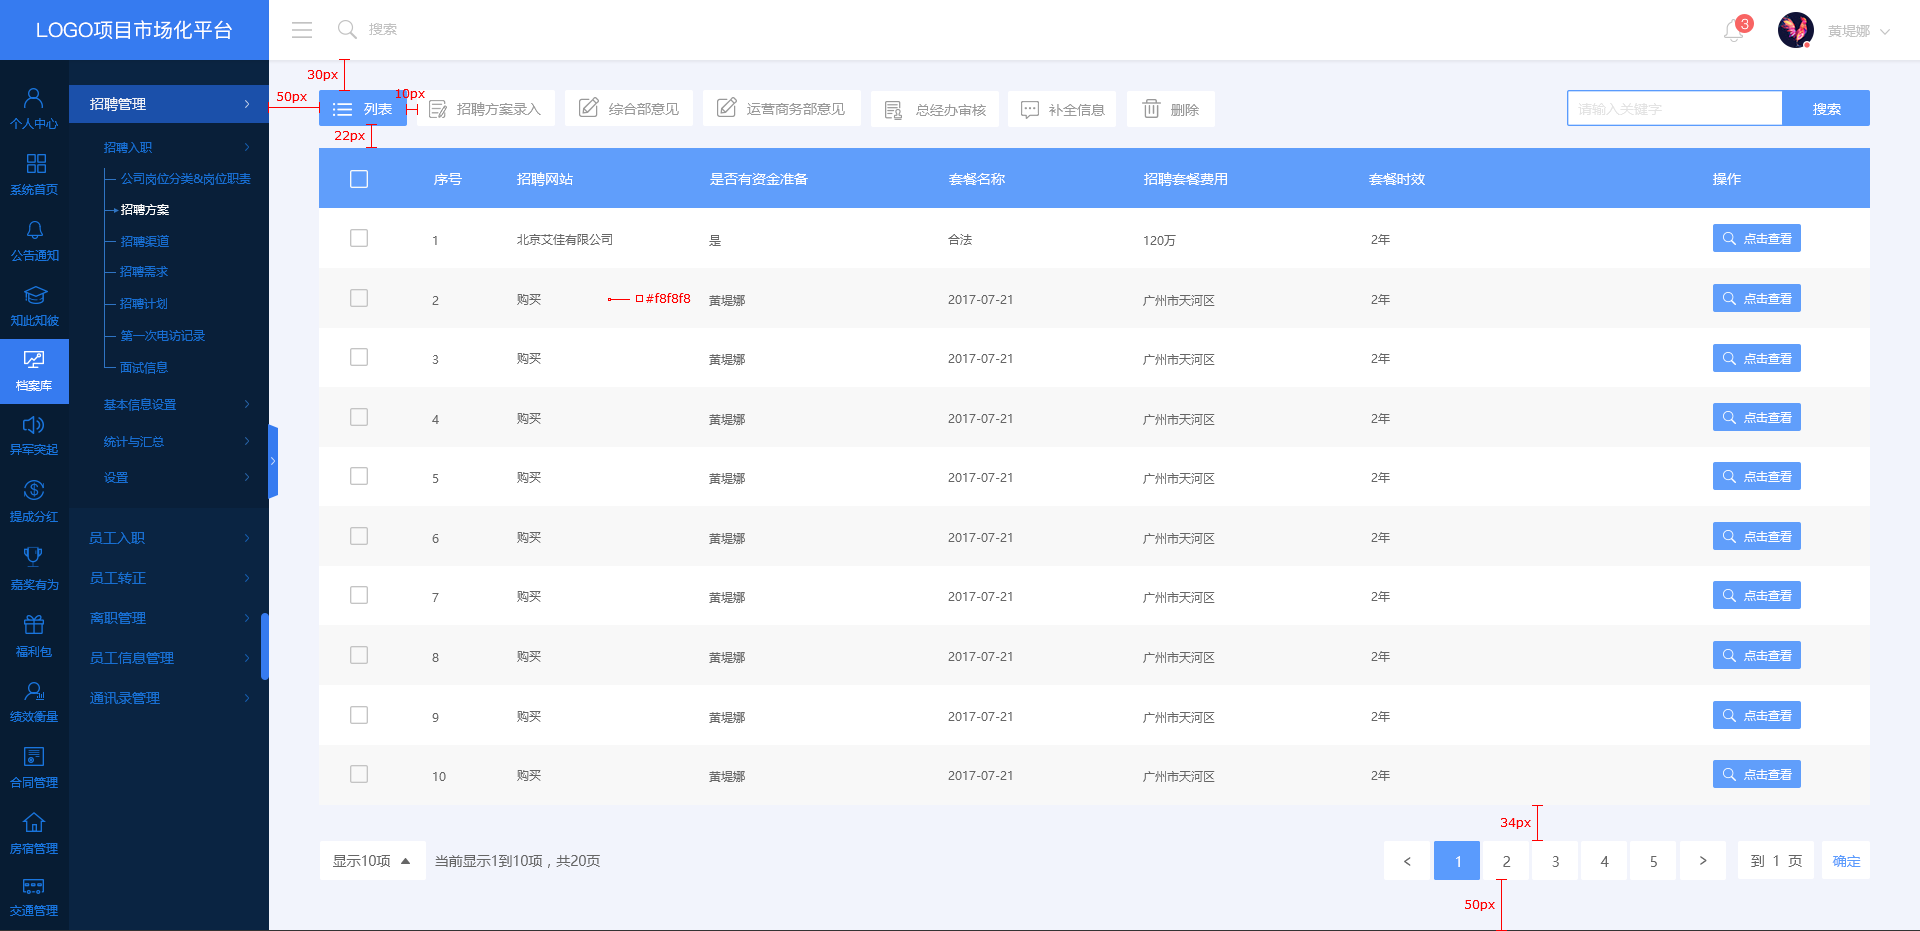 LOGO项目市场化平台
搜索
3
黄堤娜
个人中心
系统首页
公告通知
知此知彼
档案库
异军突起
提成分红
嘉奖有为
福利包
绩效衡量
合同管理
房宿管理
交通管理
招聘管理
招聘入职
公司岗位分类&岗位职责
招聘方案
招聘渠道
招聘需求
招聘计划
第一次电访记录
面试信息
基本信息设置
统计与汇总
设置
员工入职
员工转正
离职管理
员工信息管理
通讯录管理
30px
50px
10px
22px
列表
招聘方案录入
综合部意见
运营商务部意见
总经办审核
补全信息
删除
请输入关键字
搜索
序号 招聘网站 是否有资金准备 套餐名称 招聘套餐费用 套餐时效 操作
1 北京艾佳有限公司 是 合法 120万 2年 点击查看
2 购买 #f8f8f8 黄堤娜 2017-07-21 广州市天河区 2年 点击查看
3 购买 黄堤娜 2017-07-21 广州市天河区 2年 点击查看
4 购买 黄堤娜 2017-07-21 广州市天河区 2年 点击查看
5 购买 黄堤娜 2017-07-21 广州市天河区 2年 点击查看
6 购买 黄堤娜 2017-07-21 广州市天河区 2年 点击查看
7 购买 黄堤娜 2017-07-21 广州市天河区 2年 点击查看
8 购买 黄堤娜 2017-07-21 广州市天河区 2年 点击查看
9 购买 黄堤娜 2017-07-21 广州市天河区 2年 点击查看
10 购买 黄堤娜 2017-07-21 广州市天河区 2年 点击查看
34px
显示10项 当前显示1到10项，共20页
< 1 2 3 4 5 > 到 1 页 确定
50px